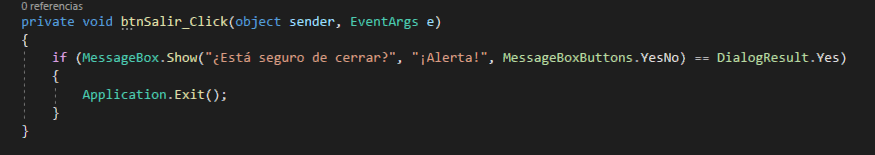 0 referencias
private void btnSalir_Click(object sender, EventArgs e)
{
if (MessageBox.Show("¿Está seguro de cerrar?", "¡Alerta!", MessageBoxButtons.YesNo) == DialogResult.Yes)
{
Application.Exit();
}
}